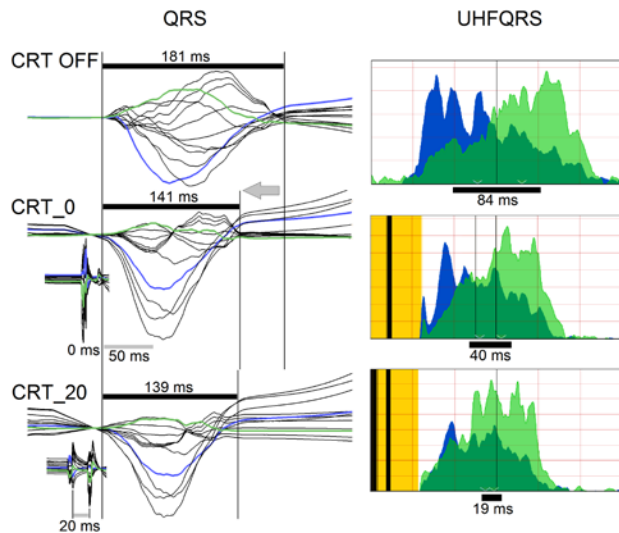 QRS
UHFQRS
CRT OFF
181 ms
84 ms
CRT_0
141 ms
0 ms
50 ms
40 ms
CRT_20
139 ms
20 ms
19 ms